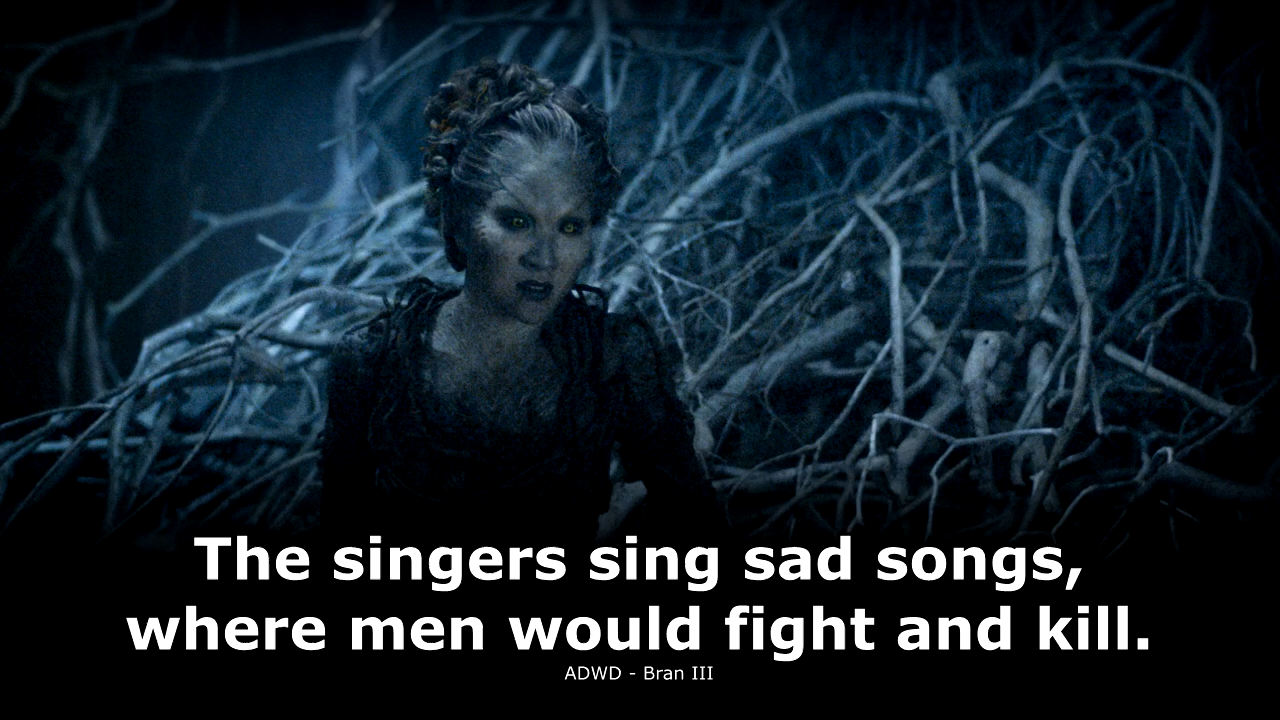 The singers sing sad songs,
where men would fight and kill.
ADWD - Bran III